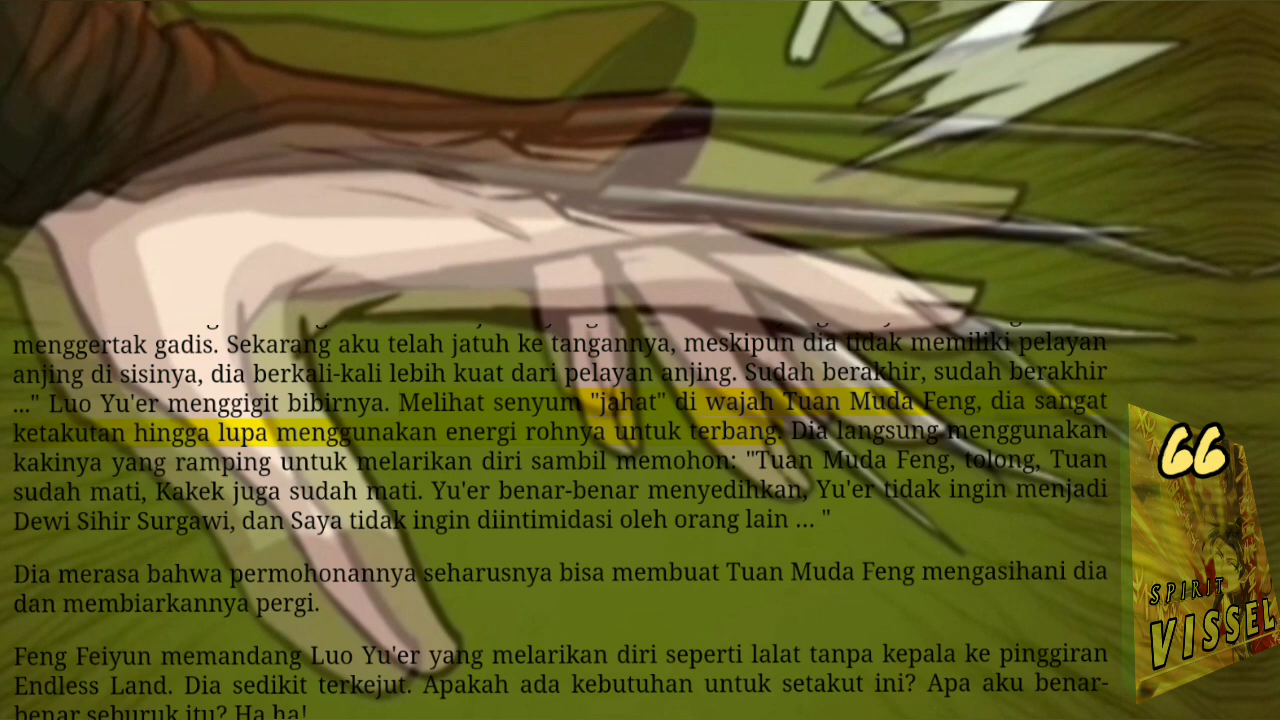 menggertak gadis. Sekarang aku telah jatuh ke tangannya, meskipun dia tidak memiliki pelayan
anjing di sisinya, dia berkali-kali lebih kuat dari pelayan anjing. Sudah berakhir, sudah berakhir
..." Luo Yu'er menggigit bibirnya. Melihat senyum "jahat" di wajah Tuan Muda Feng, dia sangat
ketakutan hingga lupa menggunakan energi rohnya untuk terbang. Dia langsung menggunakan
kakinya yang ramping untuk melarikan diri sambil memohon: "Tuan Muda Feng, tolong, Tuan
sudah mati, Kakek juga sudah mati. Yu'er benar-benar menyedihkan, Yu'er tidak ingin menjadi
Dewi Sihir Surgawi, dan Saya tidak ingin diintimidasi oleh orang lain ... "
Dia merasa bahwa permohonannya seharusnya bisa membuat Tuan Muda Feng mengasihani dia
dan membiarkannya pergi.
Feng Feiyun memandang Luo Yu'er yang melarikan diri seperti lalat tanpa kepala ke pinggiran
Endless Land. Dia sedikit terkejut. Apakah ada kebutuhan untuk setakut ini? Apa aku benar-
benar seburuk itu? Ha ha!
66
SPIRIT
VISSEL